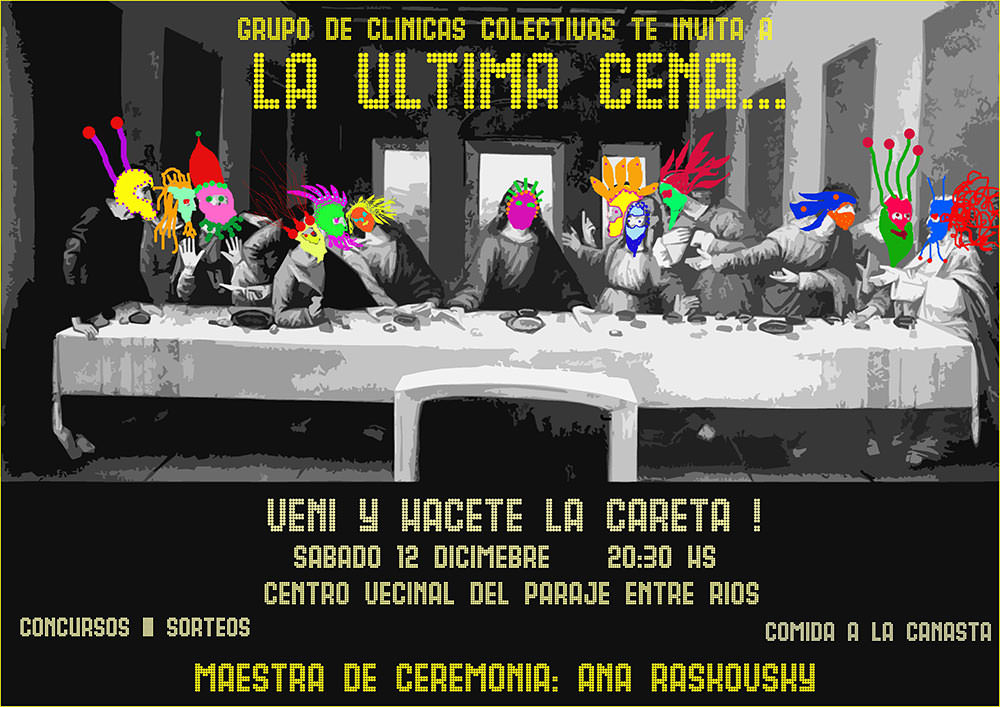 GRUPO DE CLINICAS COLECTIVAS TE INVITA A
LA ULTIMA CENA...
VENI Y HACETE LA CARETA !
SABADO 12 DICIMEBRE 20:30 HS
CENTRO VECINAL DEL PARAJE ENTRE RIOS
CONCURSOS █ SORTEOS
COMIDA A LA CANASTA
MAESTRA DE CEREMONIA: ANA RASKOVSKY